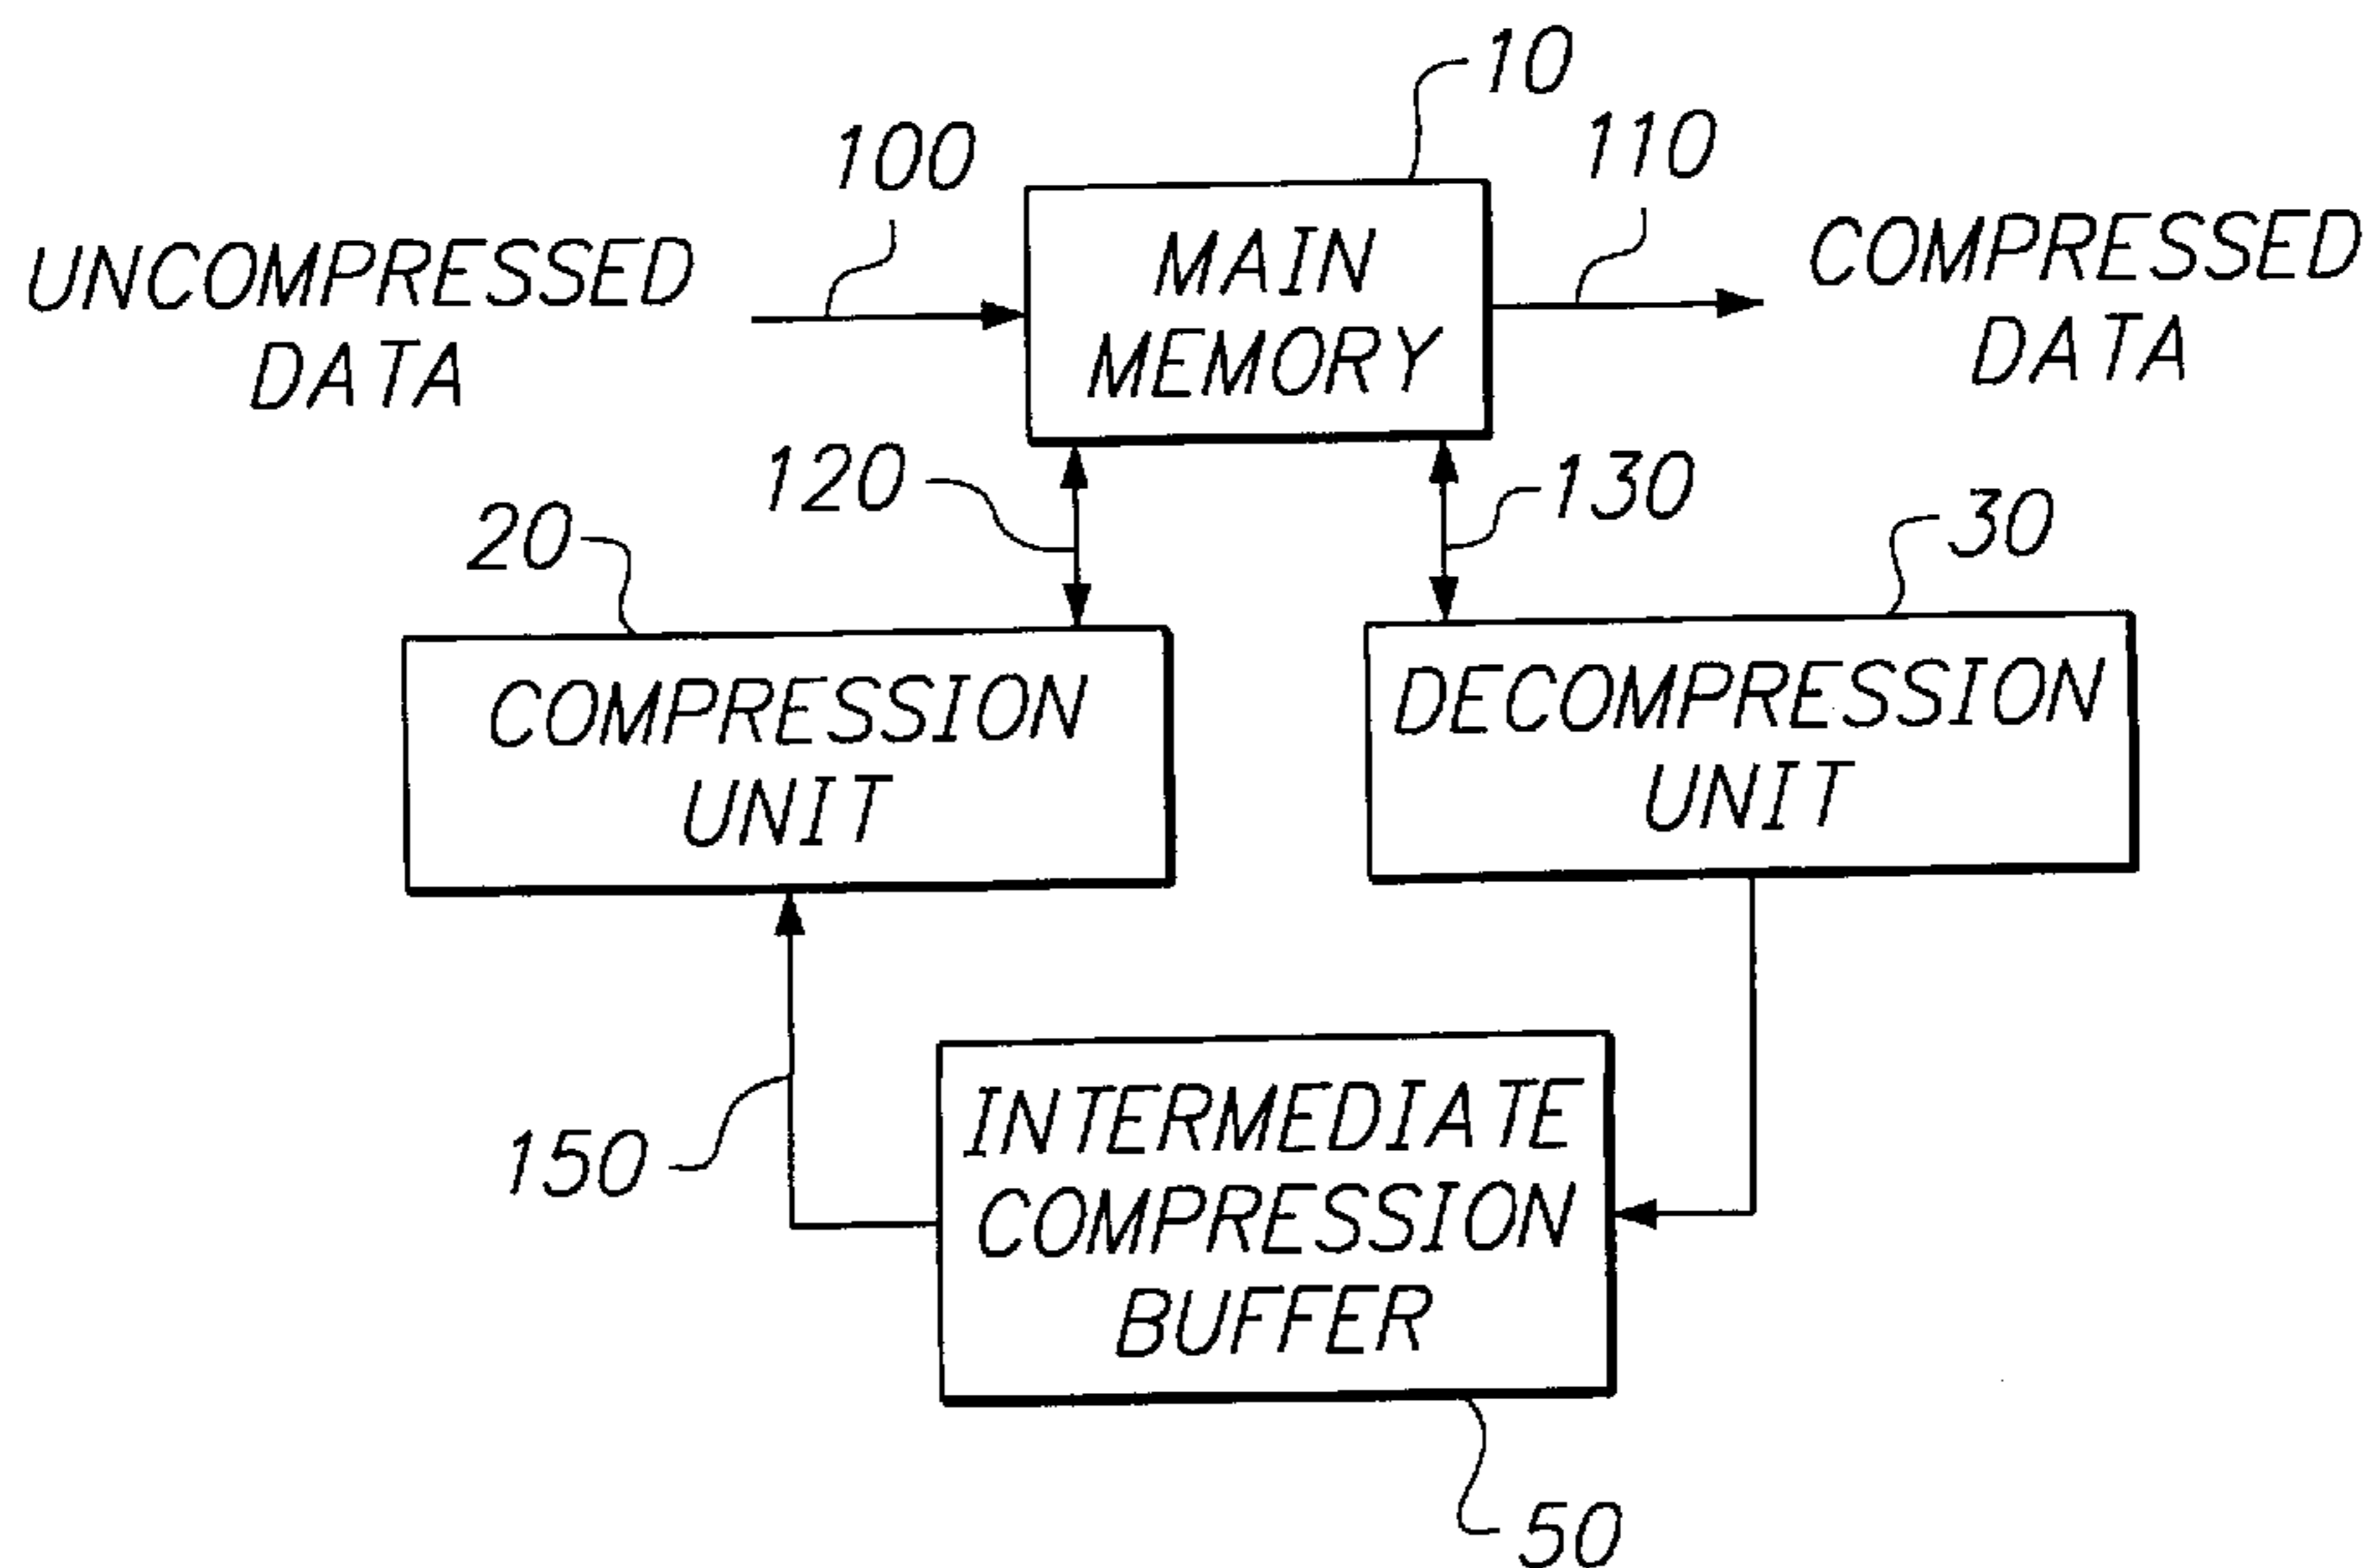 10
100
110
UNCOMPRESSED
DATA
MAIN
MEMORY
COMPRESSED
DATA
120
130
20
30
COMPRESSION
UNIT
DECOMPRESSION
UNIT
150
INTERMEDIATE
COMPRESSION
BUFFER
50